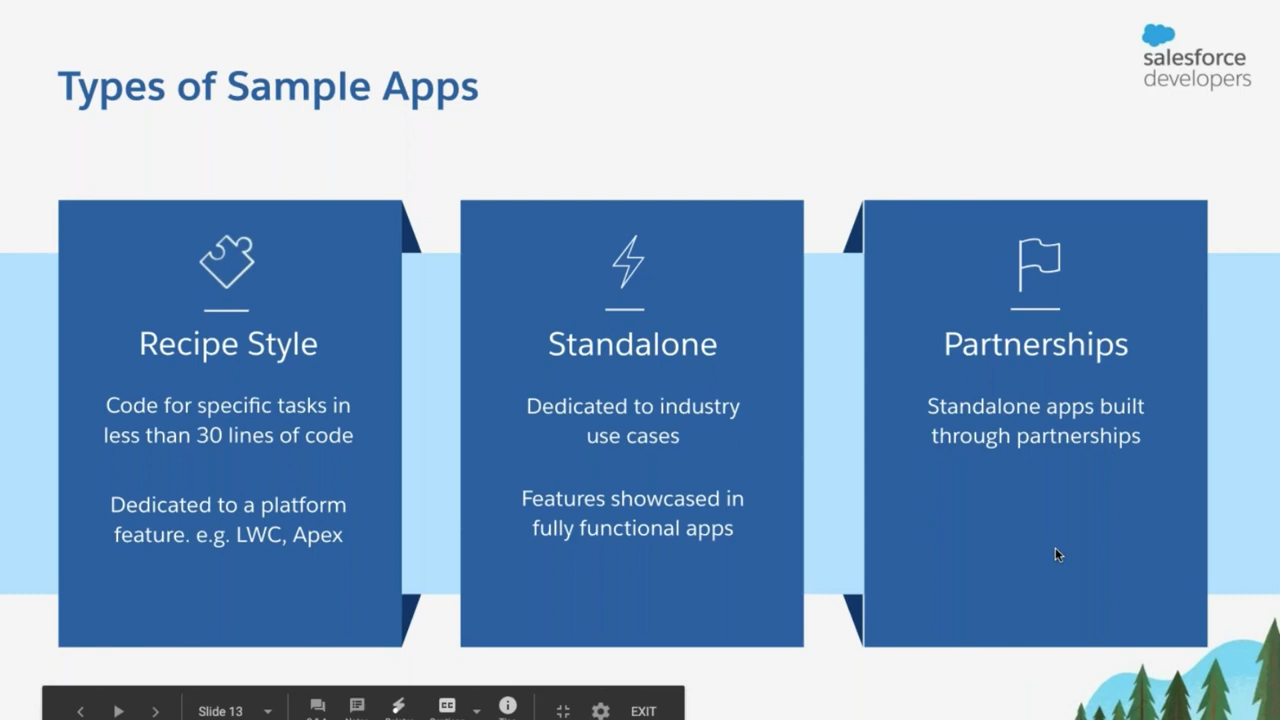 salesforce
developers
Types of Sample Apps
Recipe Style
Code for specific tasks in
less than 30 lines of code
Dedicated to a platform
feature. e.g. LWC, Apex
Standalone
Dedicated to industry
use cases
Features showcased in
fully functional apps
Partnerships
Standalone apps built
through partnerships
Slide 13
CC
EXIT